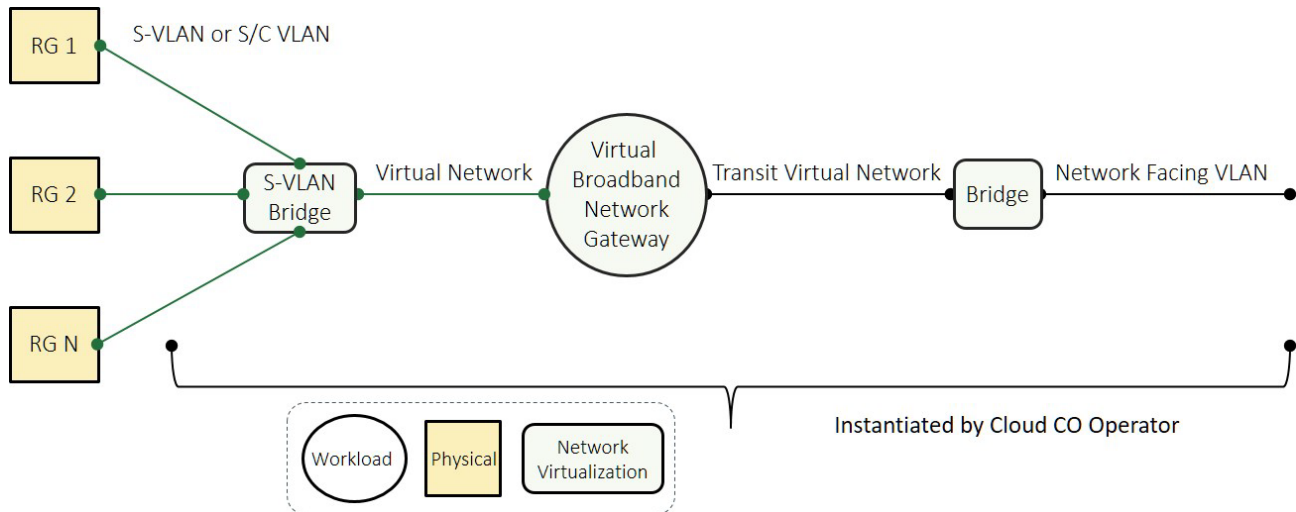 RG 1
S-VLAN or S/C VLAN
RG 2
S-VLAN
Bridge
Virtual Network
Virtual
Broadband
Network
Gateway
Transit Virtual Network
Bridge
Network Facing VLAN
RG N
Instantiated by Cloud CO Operator
Workload
Physical
Network
Virtualization